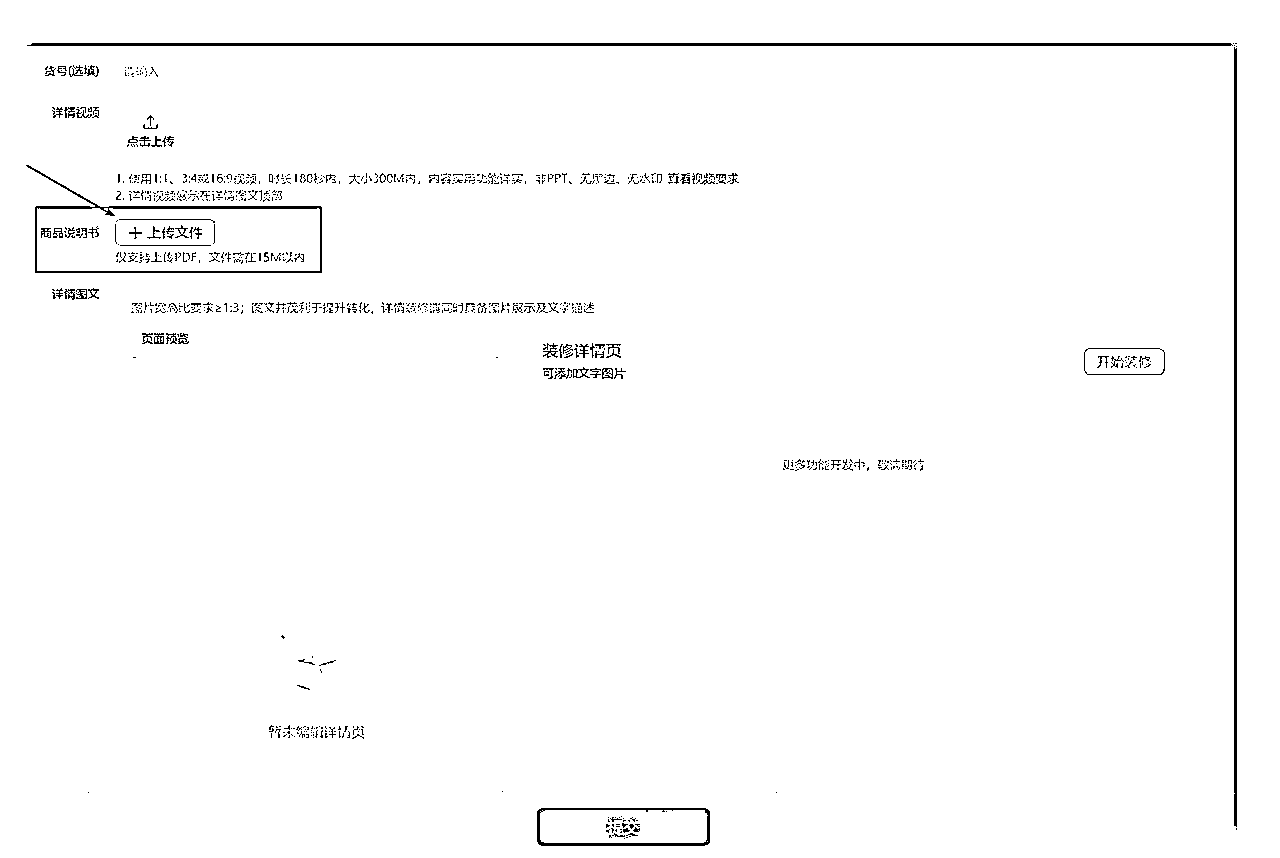 货号(选填) 请输入
详情视频
点击上传
1. 使用1:1、3:4或16:9视频，时长180秒内，大小300M内，内容突出功能详实，非PPT、无黑边、无水印 查看视频要求
2. 详情视频展示在详情图文顶部
商品说明书 上传文件
仅支持上传PDF，文件需在15M以内
详情图文
图片宽高比要求≥1:3；图文并茂利于提升转化，详情装修请同时具备图片展示及文字描述
页面预览
装修详情页
可添加文字图片
开始装修
更多功能开发中，敬请期待
暂未编辑详情页